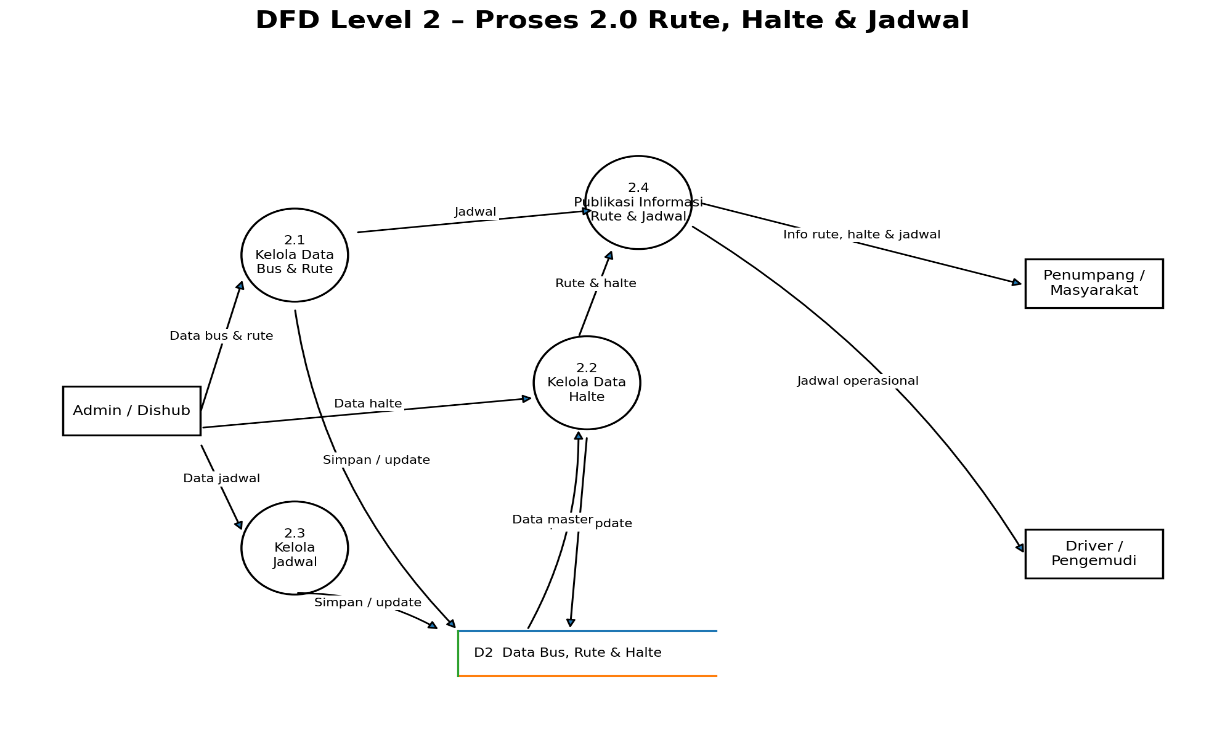 DFD Level 2 – Proses 2.0 Rute, Halte & Jadwal
2.4
Publikasi Informasi
Rute & Jadwal
Jadwal
2.1
Kelola Data
Bus & Rute
Info rute, halte & jadwal
Penumpang /
Masyarakat
Rute & halte
Data bus & rute
2.2
Kelola Data
Halte
Jadwal operasional
Admin / Dishub
Data halte
Simpan / update
Data jadwal
Data master
2.3
Kelola
Jadwal
Driver /
Pengemudi
Simpan / update
D2 Data Bus, Rute & Halte